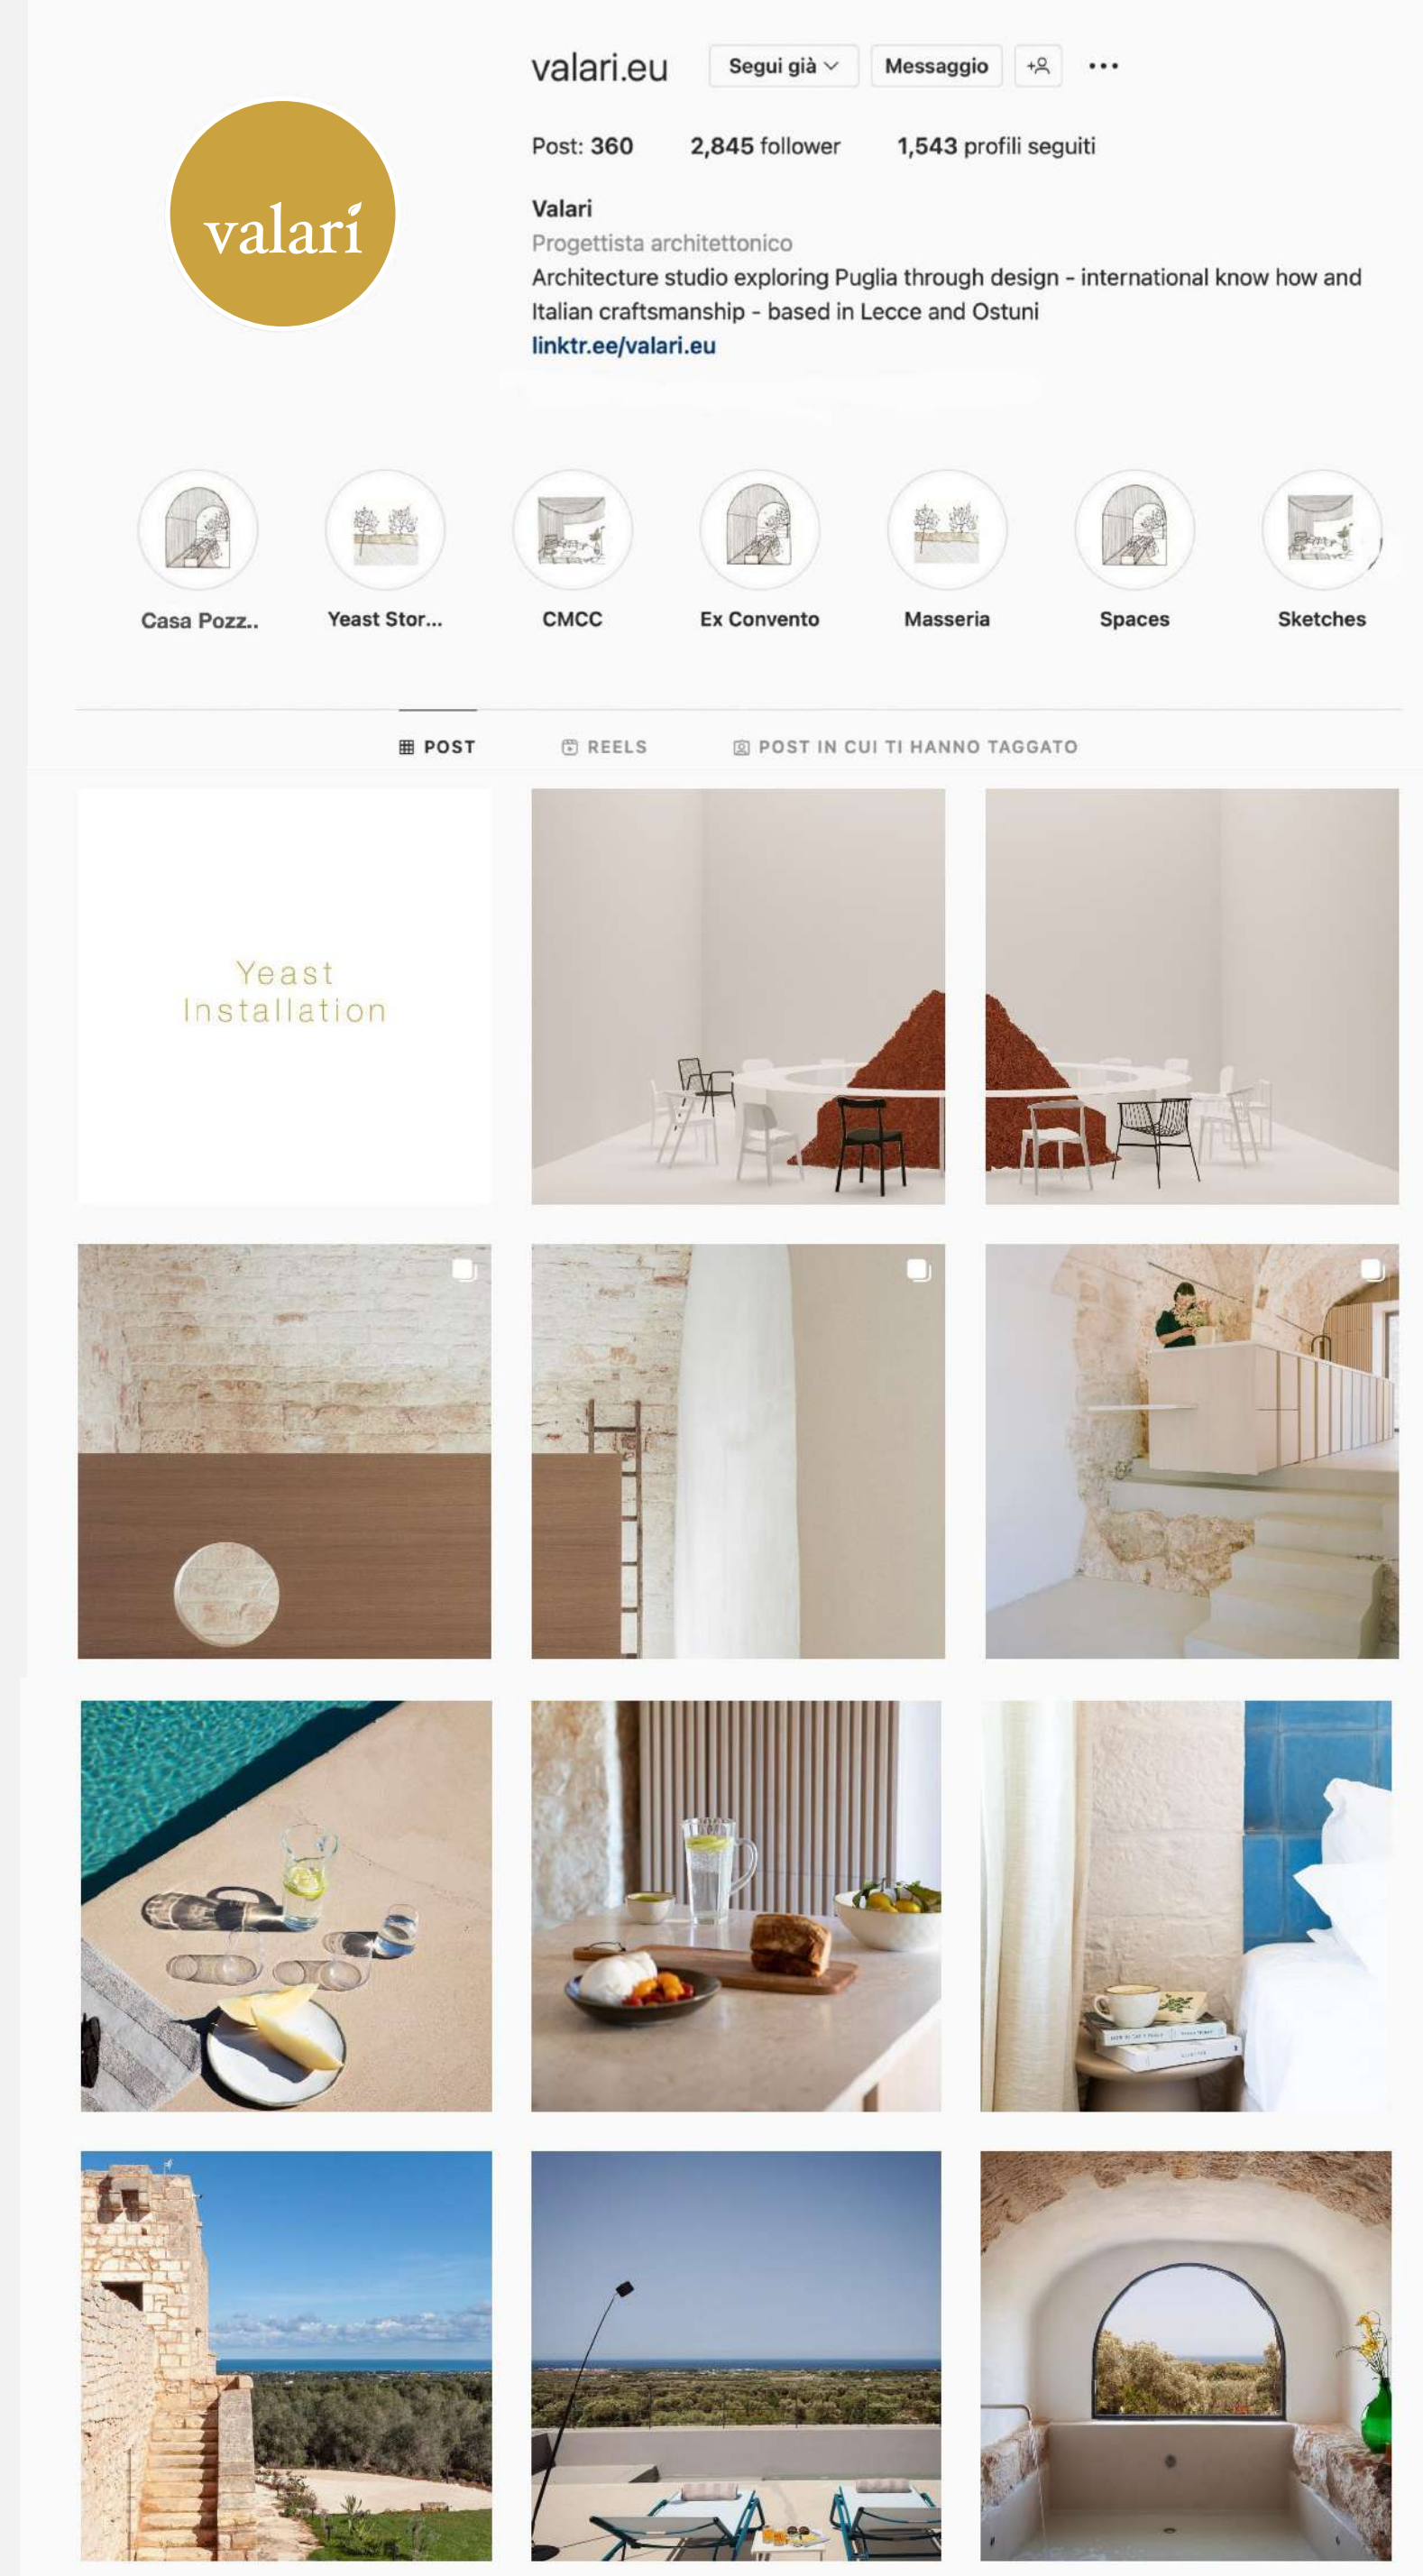 valari.eu
Segui già
Messaggio
Post: 360
2,845 follower
1,543 profili seguiti
valari
Valari
Progettista architettonico
Architecture studio exploring Puglia through design - international know how and
Italian craftsmanship - based in Lecce and Ostuni
linktr.ee/valari.eu
Casa Pozz..
Yeast Stor...
CMCC
Ex Convento
Masseria
Spaces
Sketches
POST
REELS
POST IN CUI TI HANNO TAGGATO
Yeast
Installation